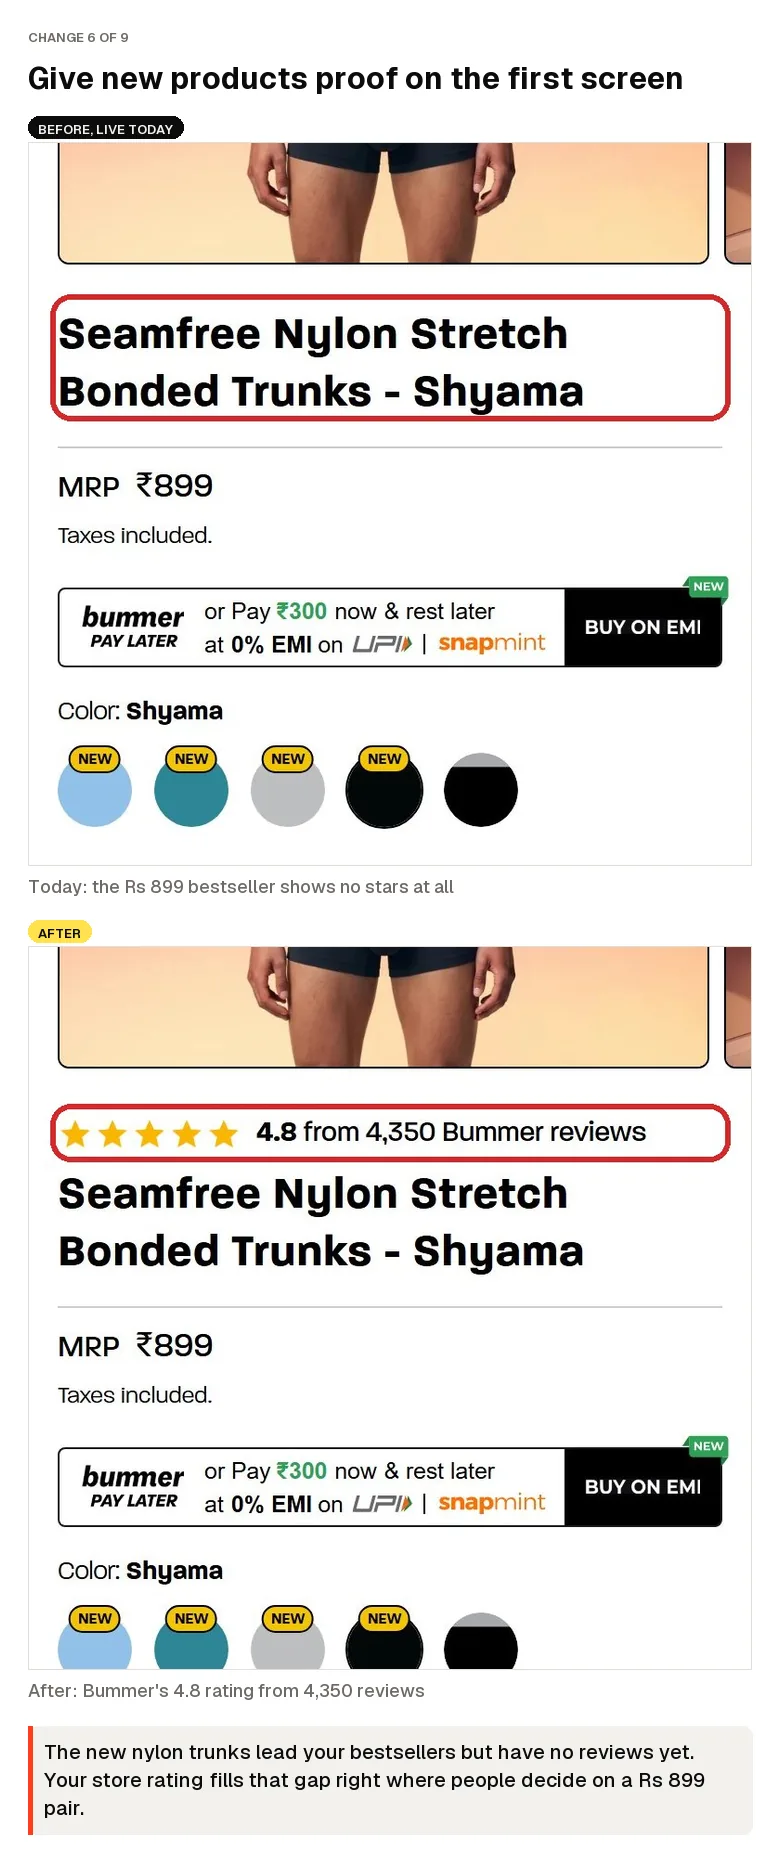 CHANGE 6 OF 9
Give new products proof on the first screen
BEFORE, LIVE TODAY
Seamfree Nylon Stretch
Bonded Trunks - Shyama
MRP ₹899
Taxes included.
NEW
bummer
PAY LATER
or Pay ₹300 now & rest later
at 0% EMI on UPI | snapmint
BUY ON EMI
Color: Shyama
NEW NEW NEW NEW
Today: the Rs 899 bestseller shows no stars at all
AFTER
4.8 from 4,350 Bummer reviews
Seamfree Nylon Stretch
Bonded Trunks - Shyama
MRP ₹899
Taxes included.
NEW
bummer
PAY LATER
or Pay ₹300 now & rest later
at 0% EMI on UPI | snapmint
BUY ON EMI
Color: Shyama
NEW NEW NEW NEW
After: Bummer's 4.8 rating from 4,350 reviews
The new nylon trunks lead your bestsellers but have no reviews yet.
Your store rating fills that gap right where people decide on a Rs 899
pair.